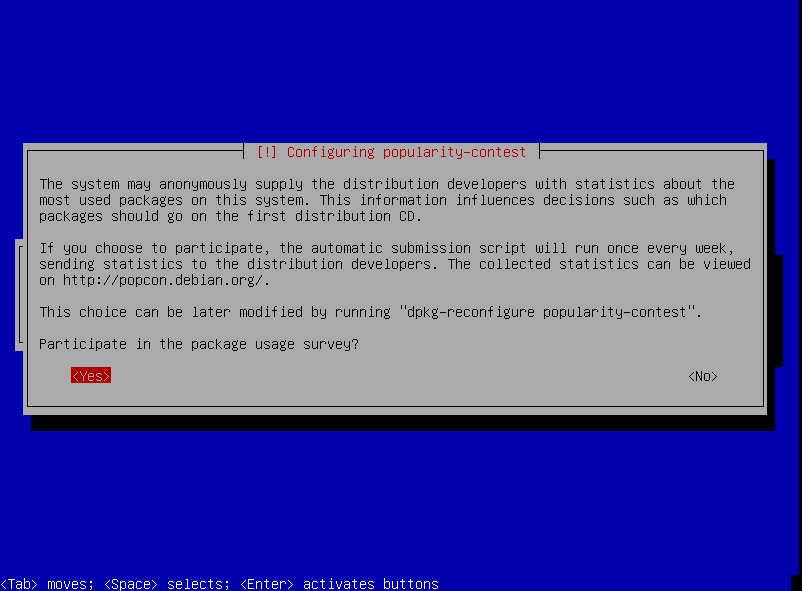 [!] Configuring popularity-contest
The system may anonymously supply the distribution developers with statistics about the
most used packages on this system. This information influences decisions such as which
packages should go on the first distribution CD.
If you choose to participate, the automatic submission script will run once every week,
sending statistics to the distribution developers. The collected statistics can be viewed
on http://popcon.debian.org/.
This choice can be later modified by running "dpkg-reconfigure popularity-contest".
Participate in the package usage survey?
<Yes> <No>
<Tab> moves; <Space> selects; <Enter> activates buttons